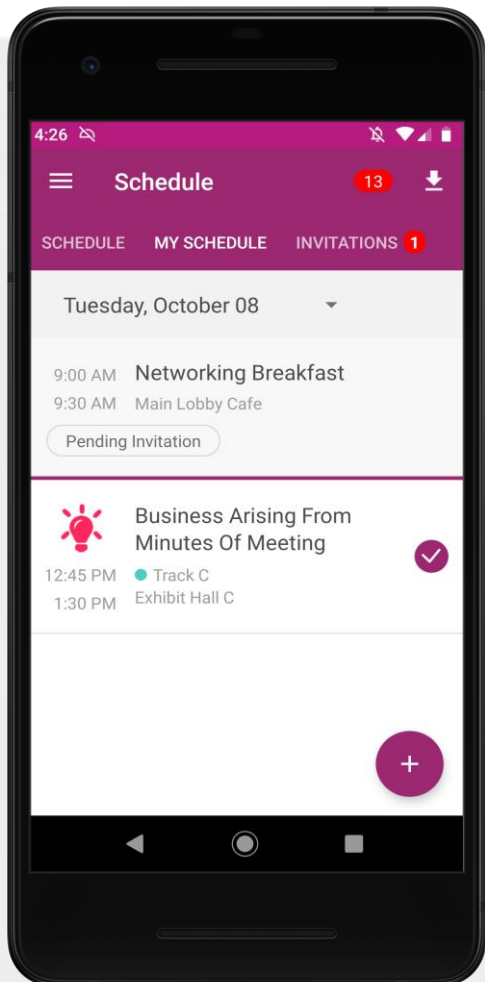 4:26
Schedule 13
SCHEDULE MY SCHEDULE INVITATIONS 1
Tuesday, October 08
9:00 AM Networking Breakfast
9:30 AM Main Lobby Cafe
Pending Invitation
Business Arising From
Minutes Of Meeting
12:45 PM Track C
1:30 PM Exhibit Hall C
+